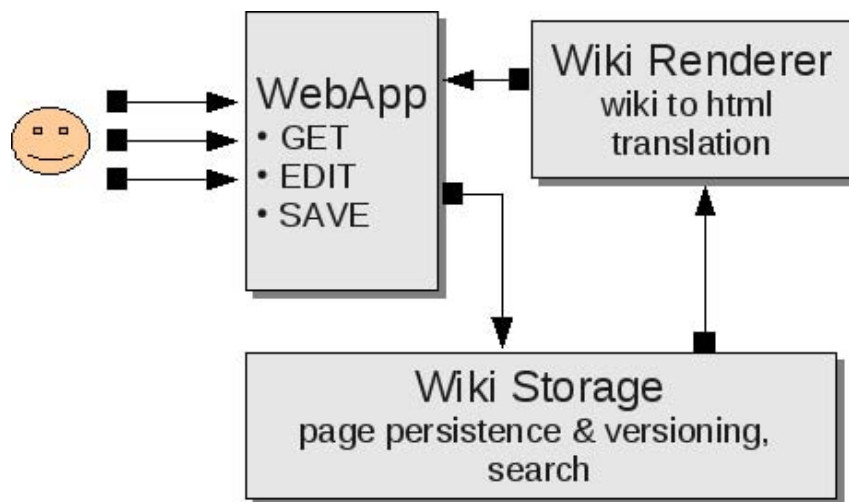 WebApp
• GET
• EDIT
• SAVE
Wiki Renderer
wiki to html
translation
Wiki Storage
page persistence & versioning,
search